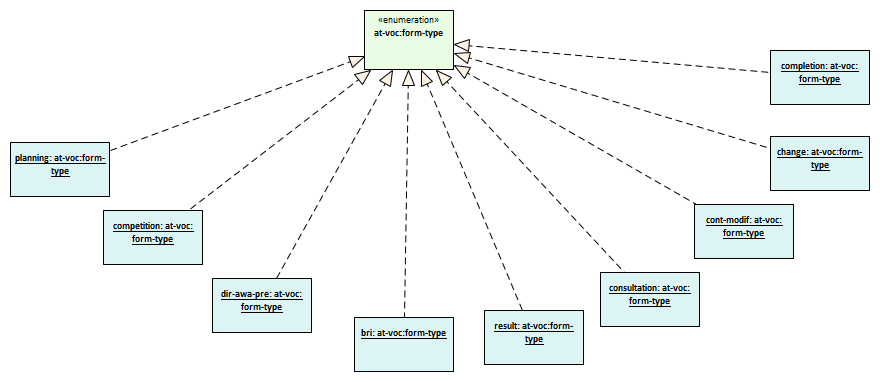 «enumeration»
at-voc:form-type
completion: at-voc:
form-type
planning: at-voc:form-
type
change: at-voc:form-
type
competition: at-voc:
form-type
cont-modif: at-voc:
form-type
dir-awa-pre: at-voc:
form-type
consultation: at-voc:
form-type
bri: at-voc:form-type
result: at-voc:form-
type